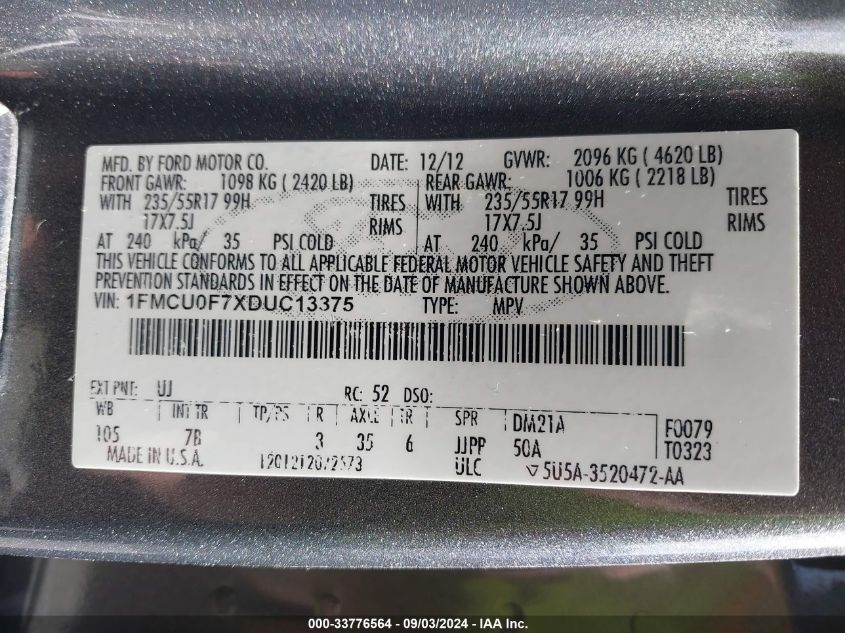 MFD. BY FORD MOTOR CO. DATE: 12/12 GVWR: 2096 KG ( 4620 LB)
FRONT GAWR: 1098 KG ( 2420 LB) REAR GAWR: 1006 KG ( 2218 LB)
WITH 235/55R17 99H TIRES WITH 235/55R17 99H TIRES
17X7.5J RIMS 17X7.5J RIMS
AT 240 kPa/ 35 PSI COLD AT 240 kPa/ 35 PSI COLD
THIS VEHICLE CONFORMS TO ALL APPLICABLE FEDERAL MOTOR VEHICLE SAFETY AND THEFT
PREVENTION STANDARDS IN EFFECT ON THE DATE OF MANUFACTURE SHOWN ABOVE.
VIN: 1FMCU0F7XDUC13375 TYPE: MPV
EXT PNT: UJ RC: 52 DSO:
WB INT TR TP/PS R AXLE TR SPR DM21A F0079
105 7B 3 35 6 JJPP 50A T0323
MADE IN U.S.A. ULC 5U5A-3520472-AA
000-33776564 - 09/03/2024 - IAA Inc.